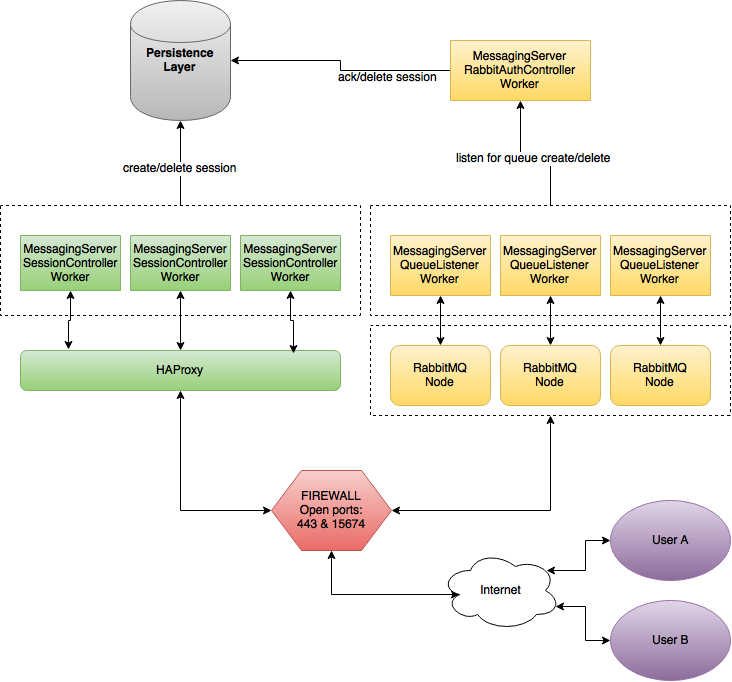 Persistence
Layer
MessagingServer
RabbitAuthController
Worker
ack/delete session
create/delete session
listen for queue create/delete
MessagingServer
SessionController
Worker
MessagingServer
SessionController
Worker
MessagingServer
SessionController
Worker
MessagingServer
QueueListener
Worker
MessagingServer
QueueListener
Worker
MessagingServer
QueueListener
Worker
HAProxy
RabbitMQ
Node
RabbitMQ
Node
RabbitMQ
Node
FIREWALL
Open ports:
443 & 15674
Internet
User A
User B